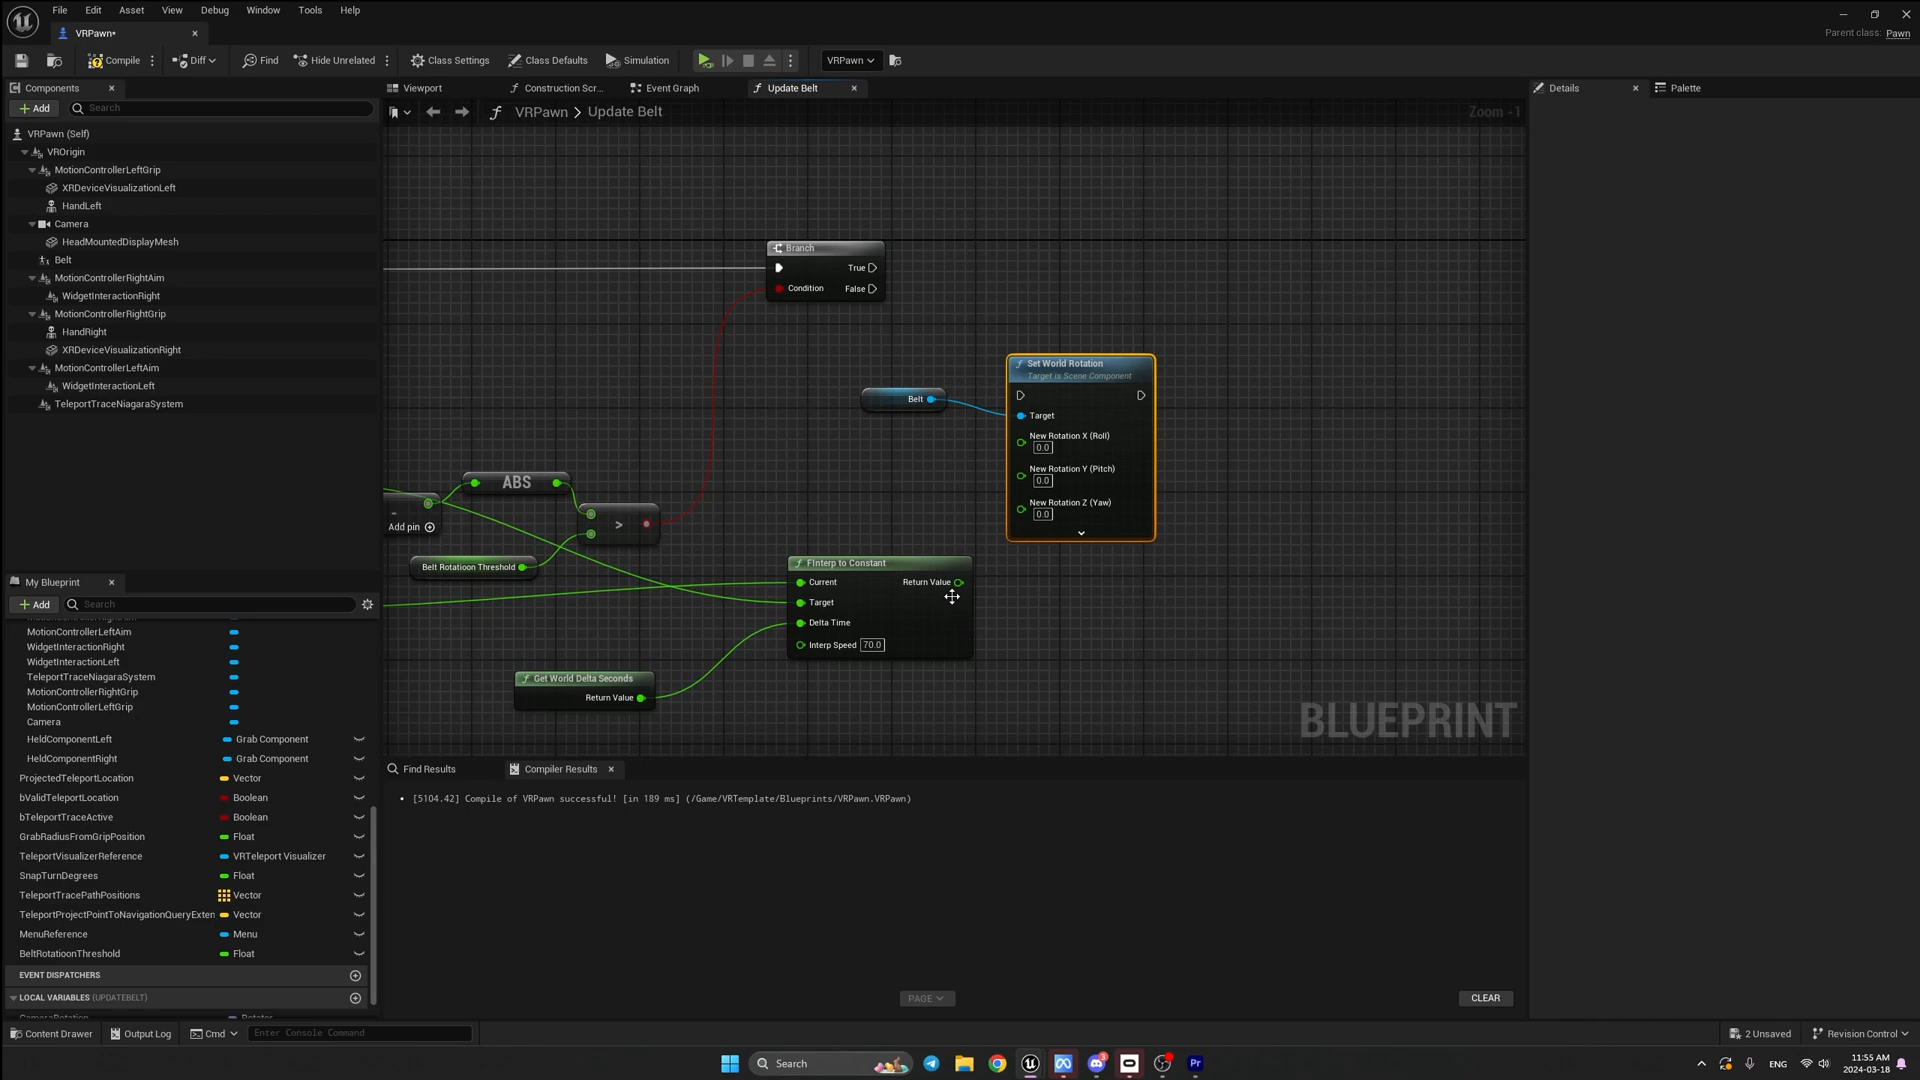 File Edit View Asset Debug Window Tools Help
VRPawn*
Parent class: Pawn
Compile Diff Find Hide Unrelated Class Settings Class Defaults Simulation VRPawn
Components
Add Search
VRPawn (Self)
VROrigin
MotionControllerLeftGrip
XRDeviceVisualizationLeft
HandLeft
Camera
HeadMountedDisplayMesh
Belt
MotionControllerRightAim
WidgetInteractionRight
MotionControllerRightGrip
HandRight
XRDeviceVisualizationRight
MotionControllerLeftAim
WidgetInteractionLeft
TeleportTraceNiagaraSystem
My Blueprint
Add Search
MotionControllerLeftAim
WidgetInteractionRight
WidgetInteractionLeft
TeleportTraceNiagaraSystem
MotionControllerRightGrip
MotionControllerLeftGrip
Camera
HeldComponentLeft Grab Component
HeldComponentRight Grab Component
ProjectedTeleportLocation Vector
bValidTeleportLocation Boolean
bTeleportTraceActive Boolean
GrabRadiusFromGripPosition Float
TeleportVisualizerReference VRTeleport Visualizer
SnapTurnDegrees Float
TeleportTracePathPositions Vector
TeleportProjectPointToNavigationQueryExten Vector
MenuReference Menu
BeltRotatioonThreshold Float
EVENT DISPATCHERS
LOCAL VARIABLES (UPDATEBELT)
Viewport Construction Scr... Event Graph Update Belt
VRPawn > Update Belt
Zoom -1
Branch
True
Condition False
Set World Rotation
Target is Scene Component
Belt
Target
New Rotation X (Roll)
0.0
New Rotation Y (Pitch)
0.0
New Rotation Z (Yaw)
0.0
ABS
-
Add pin
>
Belt Rotatioon Threshold
FInterp to Constant
Current Return Value
Target
Delta Time
Interp Speed 70.0
Get World Delta Seconds
Return Value
BLUEPRINT
Find Results Compiler Results
[5104.42] Compile of VRPawn successful! [in 189 ms] (/Game/VRTemplate/Blueprints/VRPawn.VRPawn)
PAGE
CLEAR
Details Palette
Content Drawer Output Log Cmd Enter Console Command
2 Unsaved Revision Control
Search
Pr
ENG
11:55 AM
2024-03-18